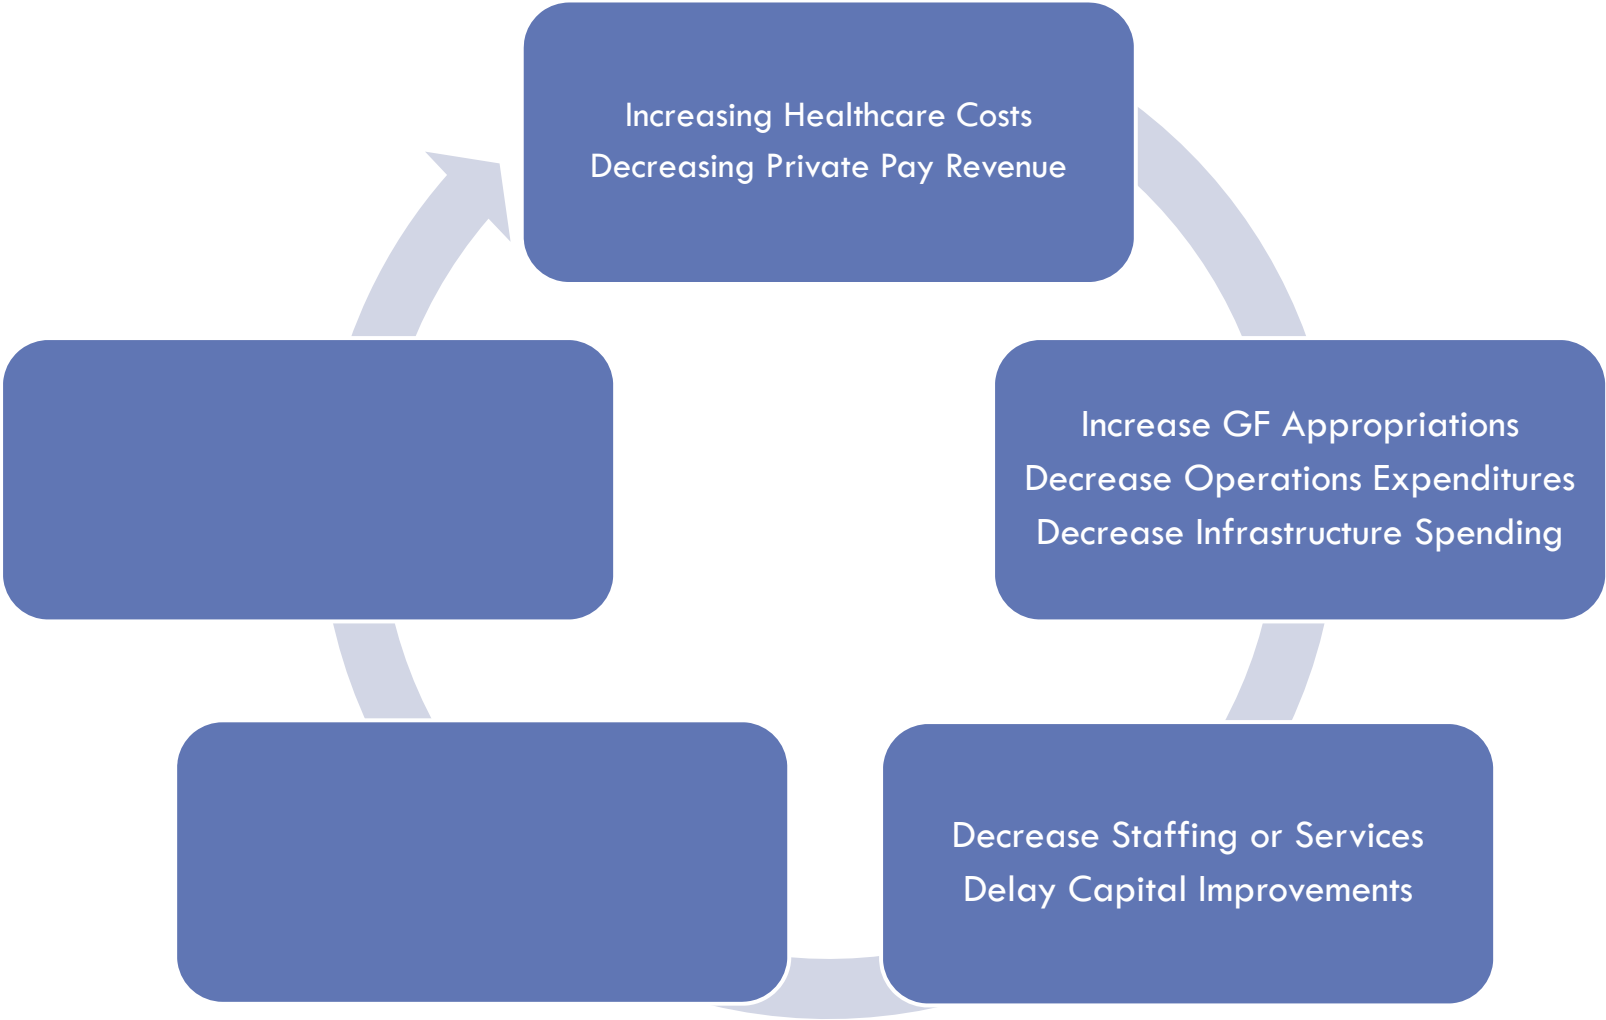 Increasing Healthcare Costs
Decreasing Private Pay Revenue
Increase GF Appropriations
Decrease Operations Expenditures
Decrease Infrastructure Spending
Decrease Staffing or Services
Delay Capital Improvements